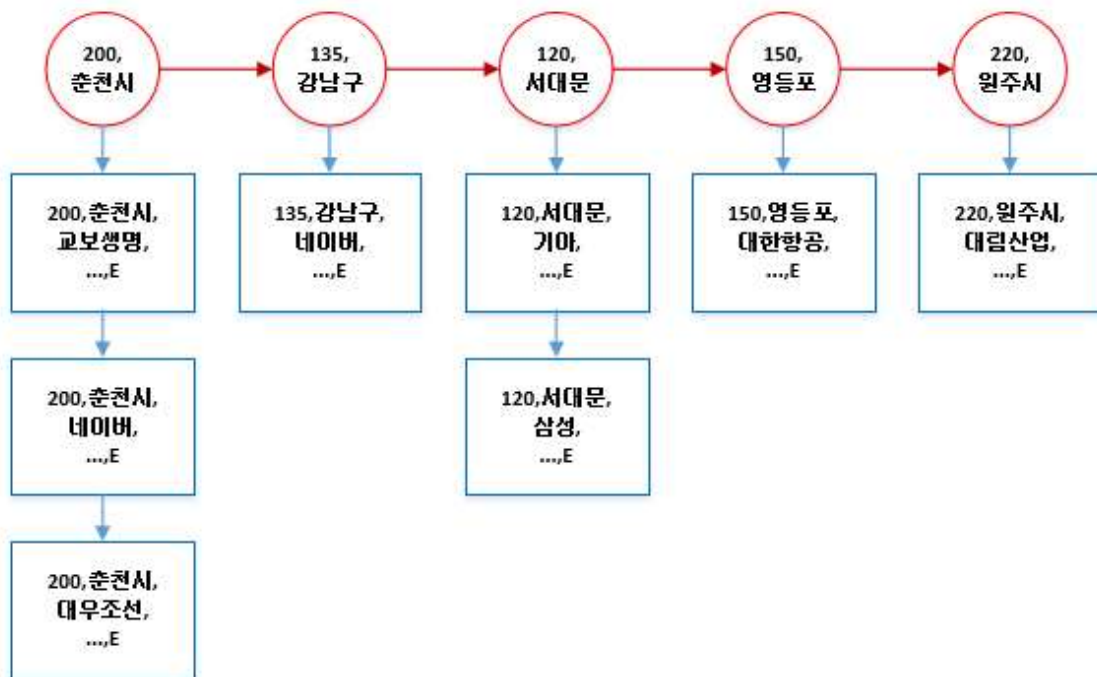 200,
춘천시
135,
강남구
120,
서대문
150,
영등포
220,
원주시
200,춘천시,
교보생명,
...,E
135,강남구,
네이버,
...,E
120,서대문,
기아,
...,E
150,영등포,
대한항공,
...,E
220,원주시,
대림산업,
...,E
200,춘천시,
네이버,
...,E
120,서대문,
삼성,
...,E
200,춘천시,
대우조선,
...,E